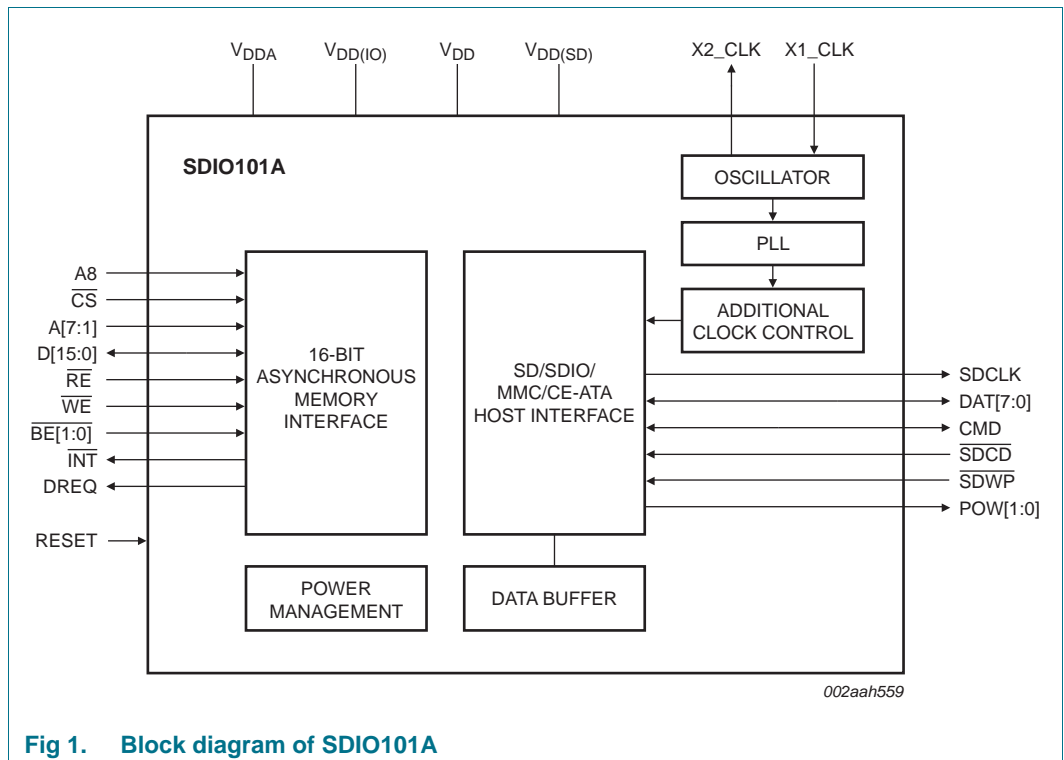 VDDA VDD(IO) VDD VDD(SD) X2_CLK X1_CLK
SDIO101A
OSCILLATOR
PLL
ADDITIONAL
CLOCK CONTROL
A8
CS
A[7:1]
D[15:0]
RE
WE
BE[1:0]
INT
DREQ
RESET
16-BIT
ASYNCHRONOUS
MEMORY
INTERFACE
SD/SDIO/
MMC/CE-ATA
HOST INTERFACE
SDCLK
DAT[7:0]
CMD
SDCD
SDWP
POW[1:0]
POWER
MANAGEMENT
DATA BUFFER
002aah559
Fig 1. Block diagram of SDIO101A